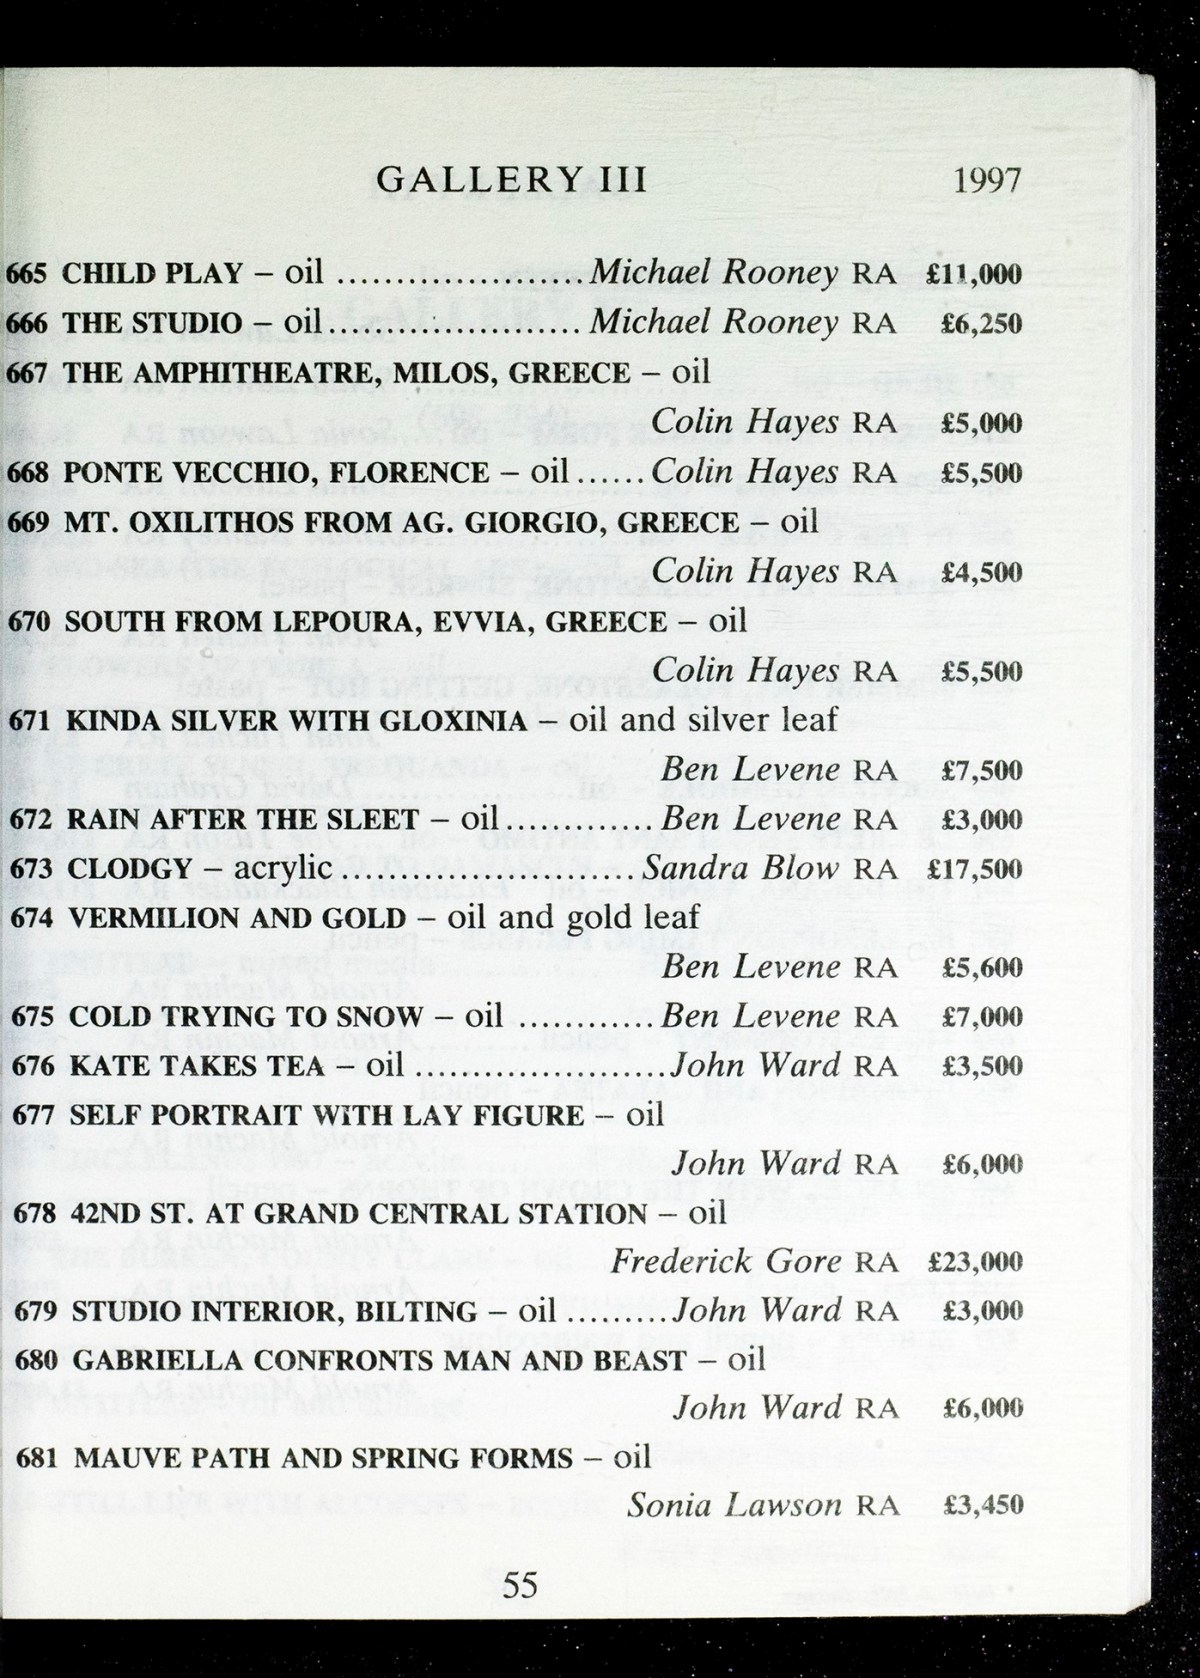 GALLERY III 1997
665 CHILD PLAY – oil ........................ Michael Rooney RA £11,000
666 THE STUDIO – oil ........................ Michael Rooney RA £6,250
667 THE AMPHITHEATRE, MILOS, GREECE – oil
Colin Hayes RA £5,000
668 PONTE VECCHIO, FLORENCE – oil ...... Colin Hayes RA £5,500
669 MT. OXILITHOS FROM AG. GIORGIO, GREECE – oil
Colin Hayes RA £4,500
670 SOUTH FROM LEPOURA, EVVIA, GREECE – oil
Colin Hayes RA £5,500
671 KINDA SILVER WITH GLOXINIA – oil and silver leaf
Ben Levene RA £7,500
672 RAIN AFTER THE SLEET – oil ............. Ben Levene RA £3,000
673 CLODGY – acrylic ........................... Sandra Blow RA £17,500
674 VERMILION AND GOLD – oil and gold leaf
Ben Levene RA £5,600
675 COLD TRYING TO SNOW – oil ............ Ben Levene RA £7,000
676 KATE TAKES TEA – oil ....................... John Ward RA £3,500
677 SELF PORTRAIT WITH LAY FIGURE – oil
John Ward RA £6,000
678 42ND ST. AT GRAND CENTRAL STATION – oil
Frederick Gore RA £23,000
679 STUDIO INTERIOR, BILTING – oil ......... John Ward RA £3,000
680 GABRIELLA CONFRONTS MAN AND BEAST – oil
John Ward RA £6,000
681 MAUVE PATH AND SPRING FORMS – oil
Sonia Lawson RA £3,450
55